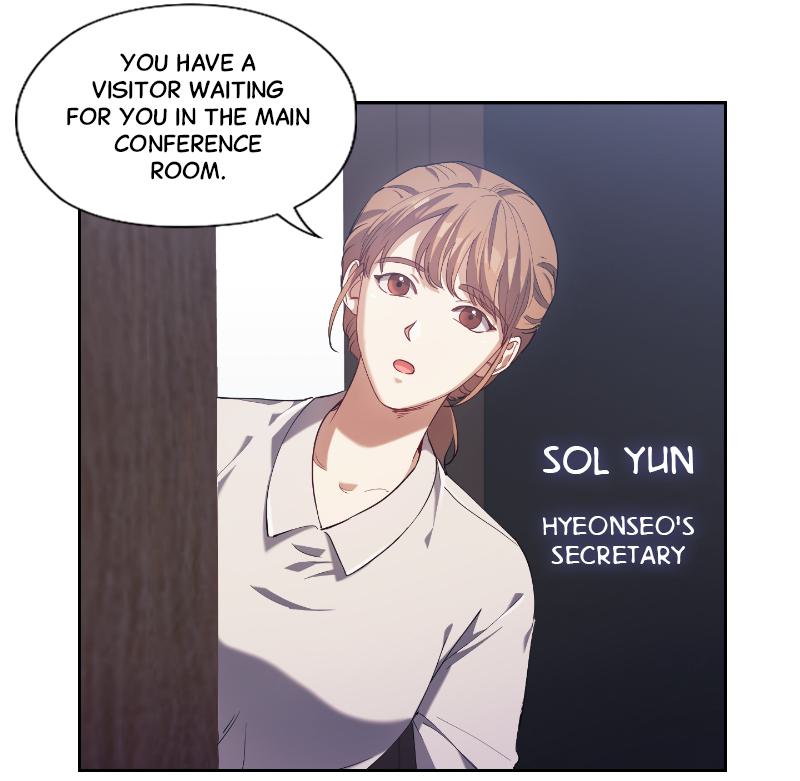 YOU HAVE A
VISITOR WAITING
FOR YOU IN THE MAIN
CONFERENCE
ROOM.
SOL YUN
HYEONSEO'S
SECRETARY